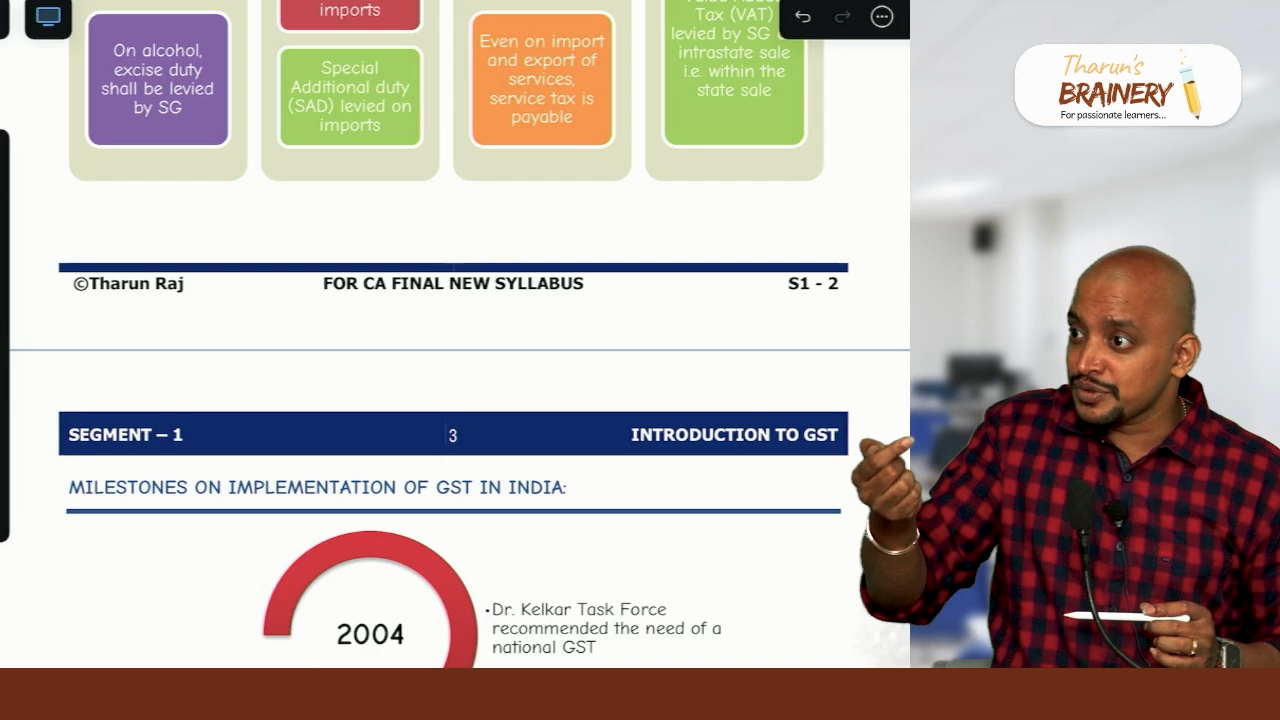 imports
On alcohol,
excise duty
shall be levied
by SG
Special
Additional duty
(SAD) levied on
imports
Even on import
and export of
services,
service tax is
payable
Tax (VAT)
levied by SG
intrastate sale
i.e. within the
state sale
Tharun's
BRAINERY
For passionate learners...
©Tharun Raj FOR CA FINAL NEW SYLLABUS S1 - 2
SEGMENT – 1 3 INTRODUCTION TO GST
MILESTONES ON IMPLEMENTATION OF GST IN INDIA:
2004
•Dr. Kelkar Task Force
recommended the need of a
national GST